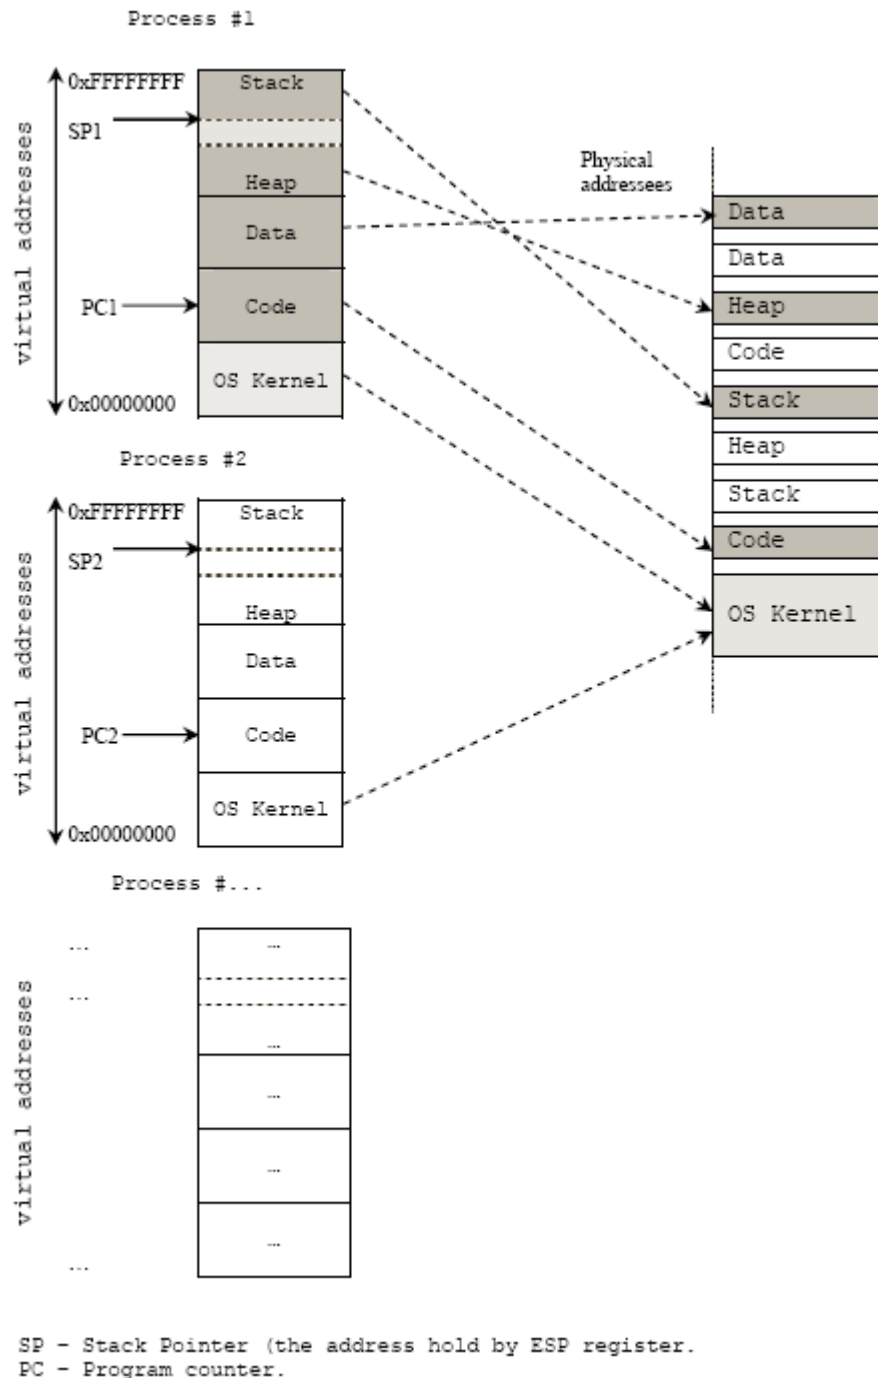 Process #1
virtual addresses
0xFFFFFFFF
Stack
SP1
Heap
Data
PC1
Code
OS Kernel
0x00000000
Physical
addressees
Data
Data
Heap
Code
Stack
Heap
Stack
Code
OS Kernel
Process #2
virtual addresses
0xFFFFFFFF
Stack
SP2
Heap
Data
PC2
Code
OS Kernel
0x00000000
Process #...
virtual addresses
... ...
...
...
...
...
...
...
SP - Stack Pointer (the address hold by ESP register.
PC - Program counter.